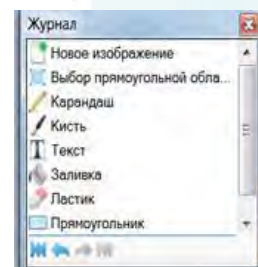 Журнал
Новое изображение
Выбор прямоугольной обла...
Карандаш
Кисть
Текст
Заливка
Ластик
Прямоугольник